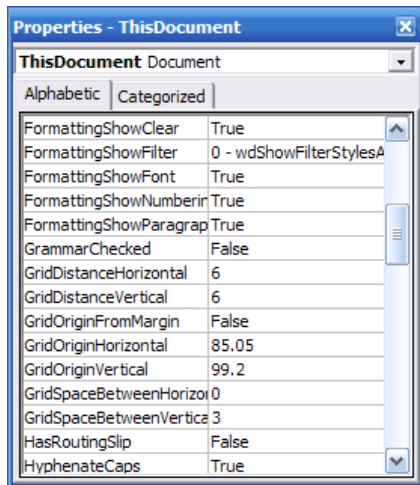 Properties - ThisDocument
ThisDocument Document
Alphabetic Categorized
FormattingShowClear True
FormattingShowFilter 0 - wdShowFilterStylesA
FormattingShowFont True
FormattingShowNumberin True
FormattingShowParagrap True
GrammarChecked False
GridDistanceHorizontal 6
GridDistanceVertical 6
GridOriginFromMargin False
GridOriginHorizontal 85.05
GridOriginVertical 99.2
GridSpaceBetweenHorizor 0
GridSpaceBetweenVertica 3
HasRoutingSlip False
HyphenateCaps True